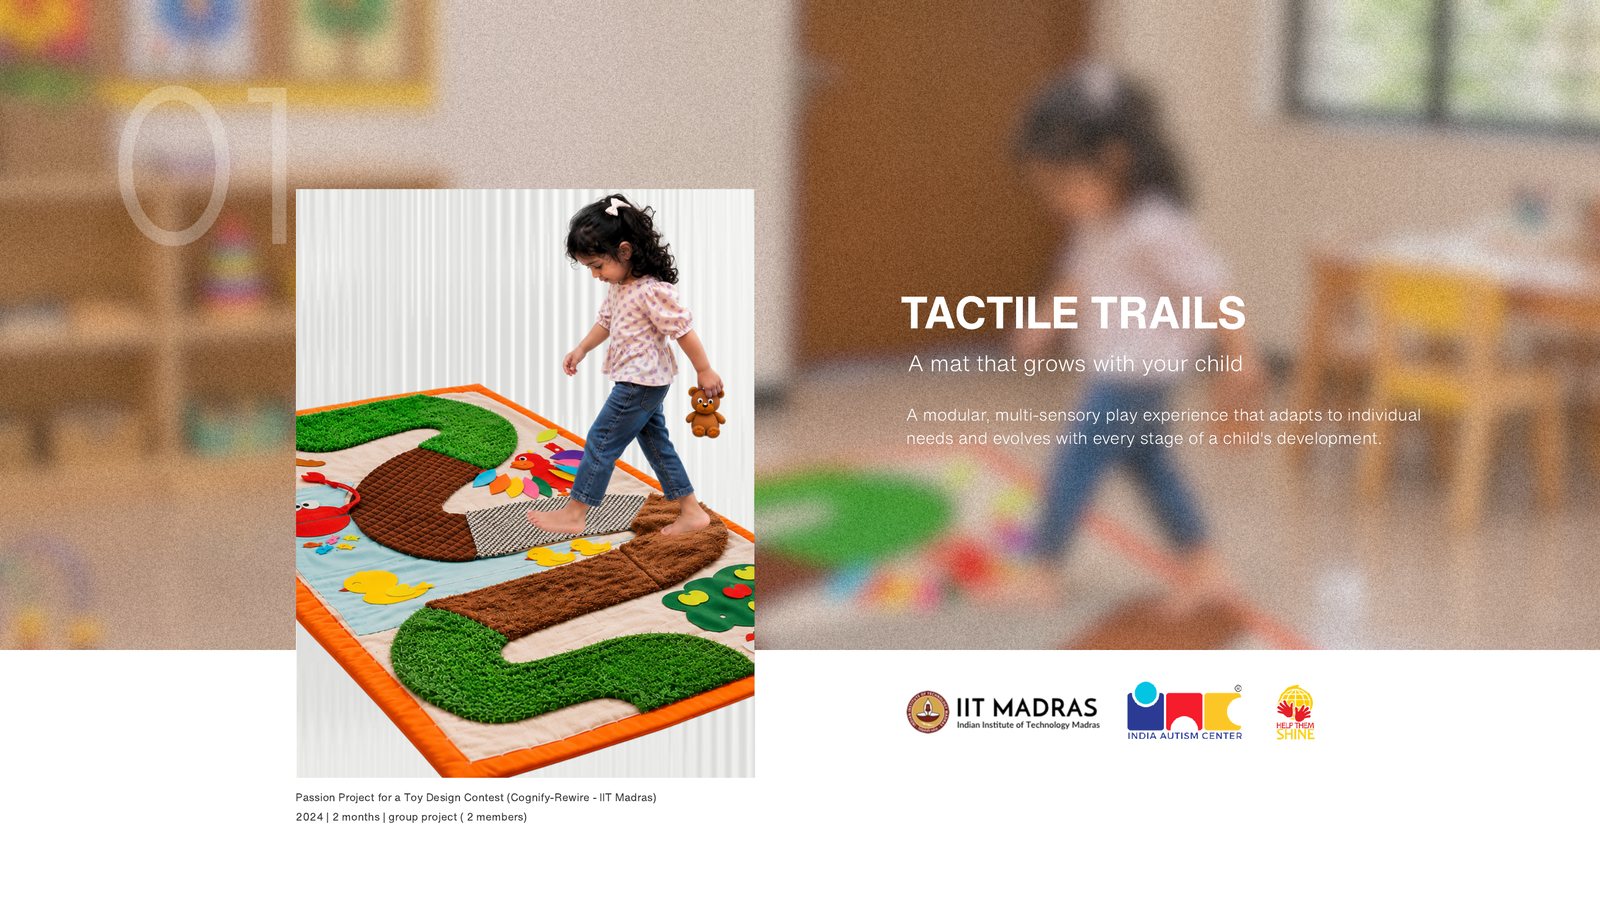 01
TACTILE TRAILS
A mat that grows with your child
A modular, multi-sensory play experience that adapts to individual
needs and evolves with every stage of a child's development.
IIT MADRAS
Indian Institute of Technology Madras
®
INDIA AUTISM CENTER
HELP THEM
SHINE
Passion Project for a Toy Design Contest (Cognify-Rewire - IIT Madras)
2024 | 2 months | group project ( 2 members)